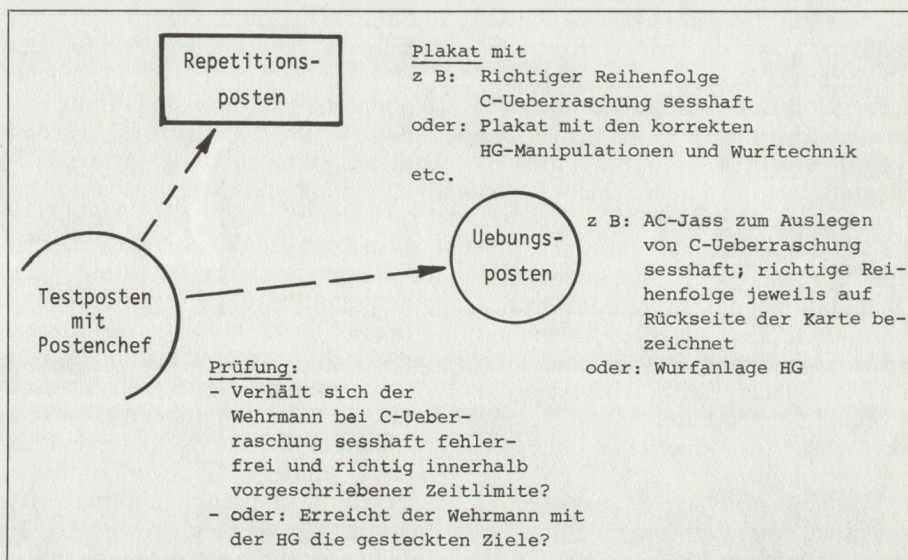 Repetitions-
posten
Plakat mit
z B: Richtiger Reihenfolge
C-Ueberraschung sesshaft
oder: Plakat mit den korrekten
HG-Manipulationen und Wurftechnik
etc.
Uebungs-
posten
z B: AC-Jass zum Auslegen
von C-Ueberraschung
sesshaft; richtige Rei-
henfolge jeweils auf
Rückseite der Karte be-
zeichnet
oder: Wurfanlage HG
Testposten
mit
Postenchef
Prüfung:
- Verhält sich der
Wehrmann bei C-Ueber-
raschung sesshaft fehler-
frei und richtig innerhalb
vorgeschriebener Zeitlimite?
- oder: Erreicht der Wehrmann mit
der HG die gesteckten Ziele?